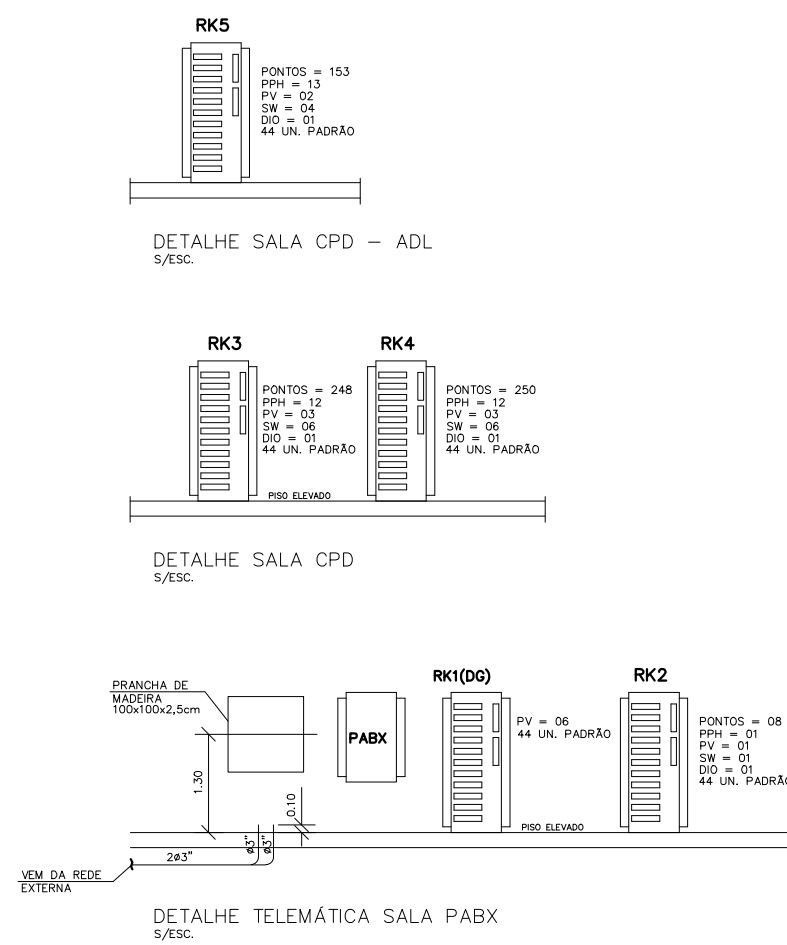 RK5
PONTOS = 153
PPH = 13
PV = 02
SW = 04
DIO = 01
44 UN. PADRÃO
DETALHE SALA CPD – ADL
S/ESC.
RK3
PONTOS = 248
PPH = 12
PV = 03
SW = 06
DIO = 01
44 UN. PADRÃO
RK4
PONTOS = 250
PPH = 12
PV = 03
SW = 06
DIO = 01
44 UN. PADRÃO
PISO ELEVADO
DETALHE SALA CPD
S/ESC.
PRANCHA DE
MADEIRA
100x100x2,5cm
1.30
0.10
ø3"
ø3"
2ø3"
VEM DA REDE
EXTERNA
PABX
RK1(DG)
PV = 06
44 UN. PADRÃO
PISO ELEVADO
RK2
PONTOS = 08
PPH = 01
PV = 01
SW = 01
DIO = 01
44 UN. PADRÃO
DETALHE TELEMÁTICA SALA PABX
S/ESC.